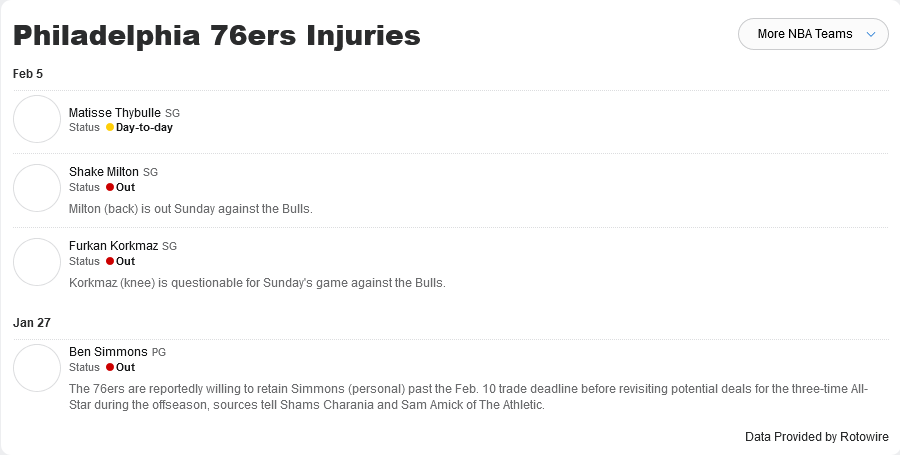 Philadelphia 76ers Injuries
More NBA Teams
Feb 5
Matisse Thybulle SG
Status Day-to-day
Shake Milton SG
Status Out
Milton (back) is out Sunday against the Bulls.
Furkan Korkmaz SG
Status Out
Korkmaz (knee) is questionable for Sunday's game against the Bulls.
Jan 27
Ben Simmons PG
Status Out
The 76ers are reportedly willing to retain Simmons (personal) past the Feb. 10 trade deadline before revisiting potential deals for the three-time All-
Star during the offseason, sources tell Shams Charania and Sam Amick of The Athletic.
Data Provided by Rotowire